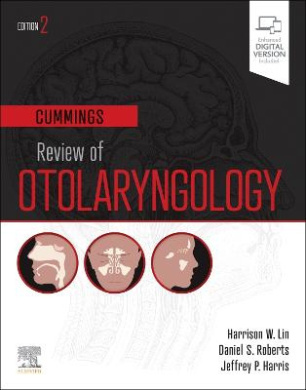 EDITION 2
Enhanced
DIGITAL
VERSION
Included
CUMMINGS
Review of
OTOLARYNGOLOGY
Harrison W. Lin
Daniel S. Roberts
Jeffrey P. Harris
ELSEVIER